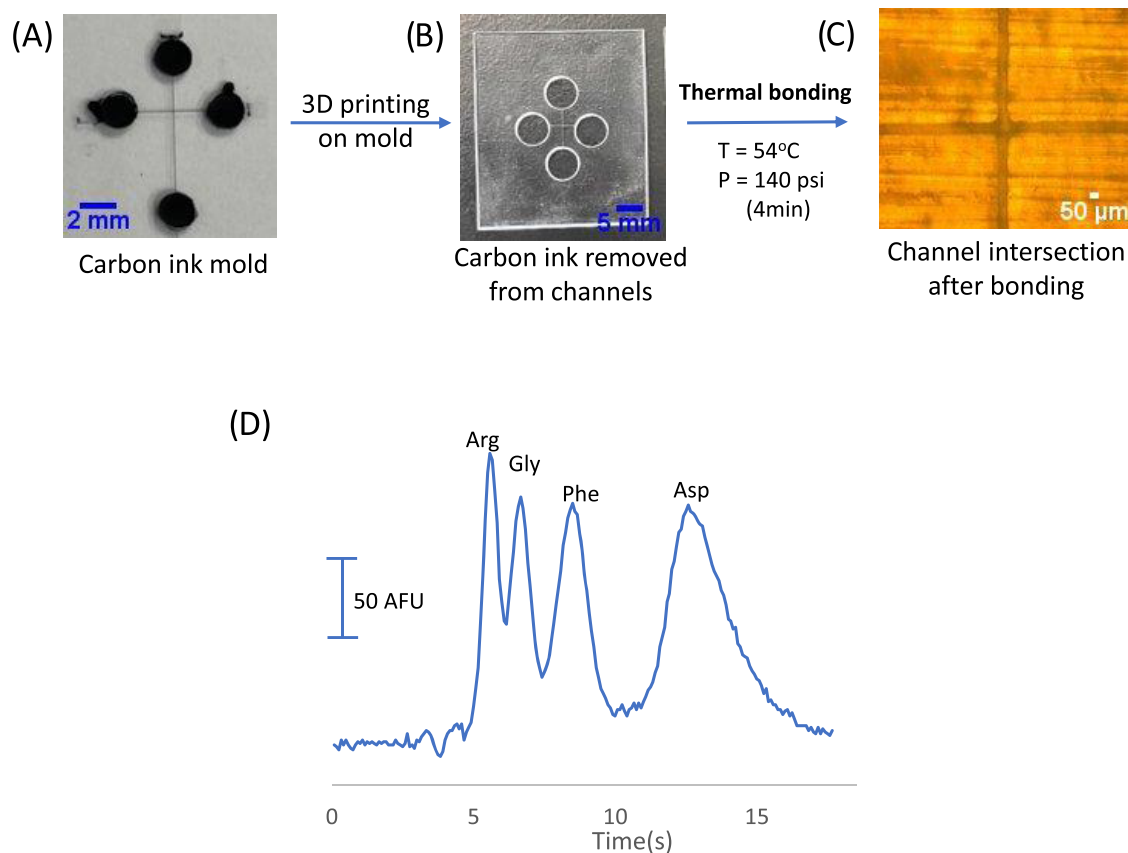 (A)
2 mm
Carbon ink mold
3D printing
on mold
(B)
5 mm
Carbon ink removed
from channels
Thermal bonding
T = 54°C
P = 140 psi
(4min)
(C)
50 µm
Channel intersection
after bonding
(D)
Arg
Gly
Phe
Asp
50 AFU
0 5 10 15
Time(s)